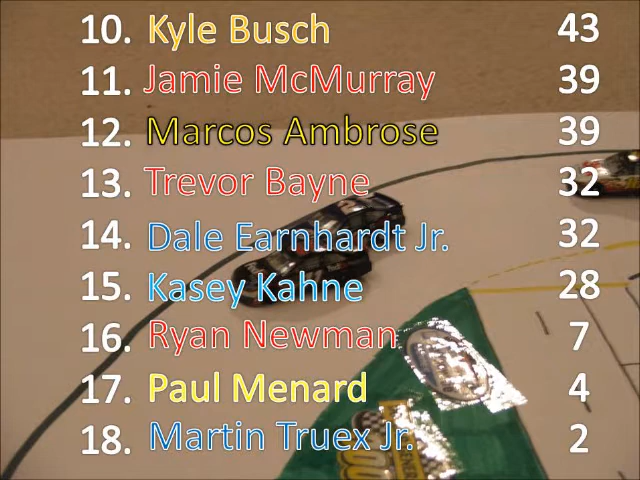 10. Kyle Busch 43
11. Jamie McMurray 39
12. Marcos Ambrose 39
13. Trevor Bayne 32
14. Dale Earnhardt Jr. 32
15. Kasey Kahne 28
16. Ryan Newman 7
17. Paul Menard 4
18. Martin Truex Jr. 2